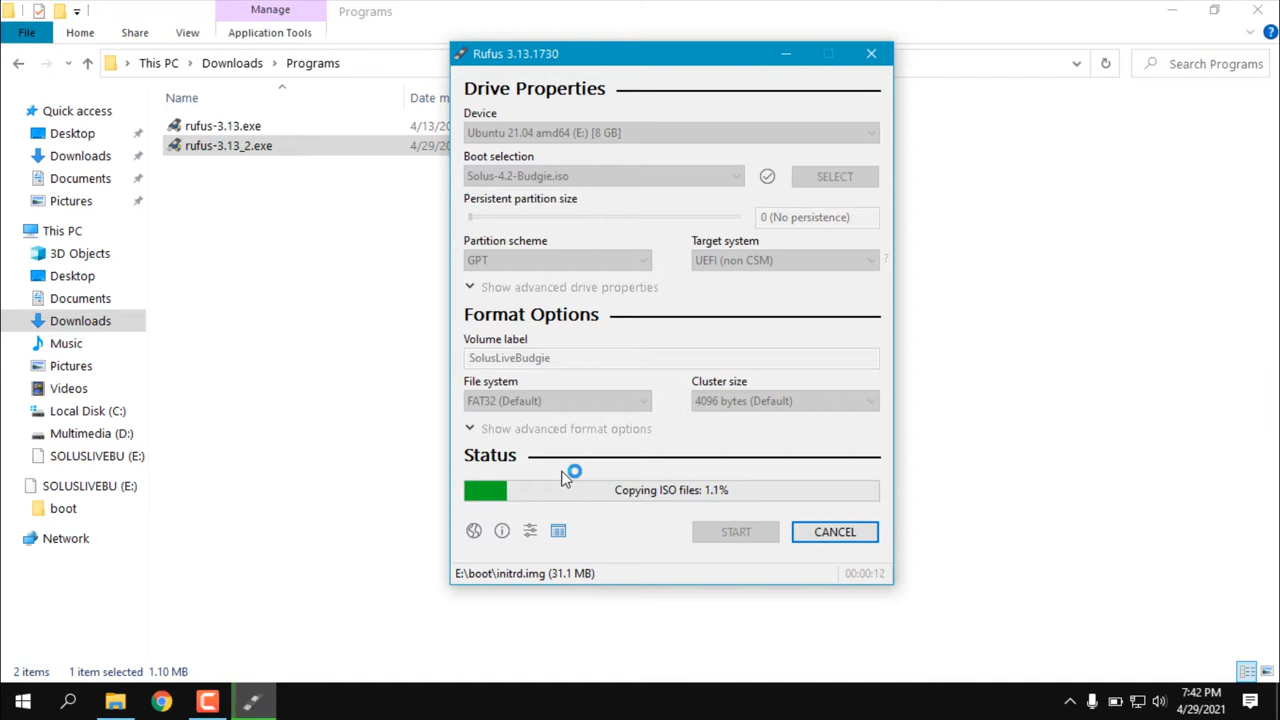 Manage
Programs
File
Home
Share
View
Application Tools
This PC
Downloads
Programs
Search Programs
Name
Date m
rufus-3.13.exe
4/13/20
rufus-3.13_2.exe
4/29/20
Quick access
Desktop
Downloads
Documents
Pictures
This PC
3D Objects
Desktop
Documents
Downloads
Music
Pictures
Videos
Local Disk (C:)
Multimedia (D:)
SOLUSLIVEBU (E:)
SOLUSLIVEBU (E:)
boot
Network
Rufus 3.13.1730
Drive Properties
Device
Ubuntu 21.04 amd64 (E:) [8 GB]
Boot selection
Solus-4.2-Budgie.iso
SELECT
Persistent partition size
0 (No persistence)
Partition scheme
Target system
GPT
UEFI (non CSM)
?
Show advanced drive properties
Format Options
Volume label
SolusLiveBudgie
File system
Cluster size
FAT32 (Default)
4096 bytes (Default)
Show advanced format options
Status
Copying ISO files: 1.1%
START
CANCEL
E:\boot\initrd.img (31.1 MB)
00:00:12
2 items
1 item selected 1.10 MB
7:42 PM
4/29/2021